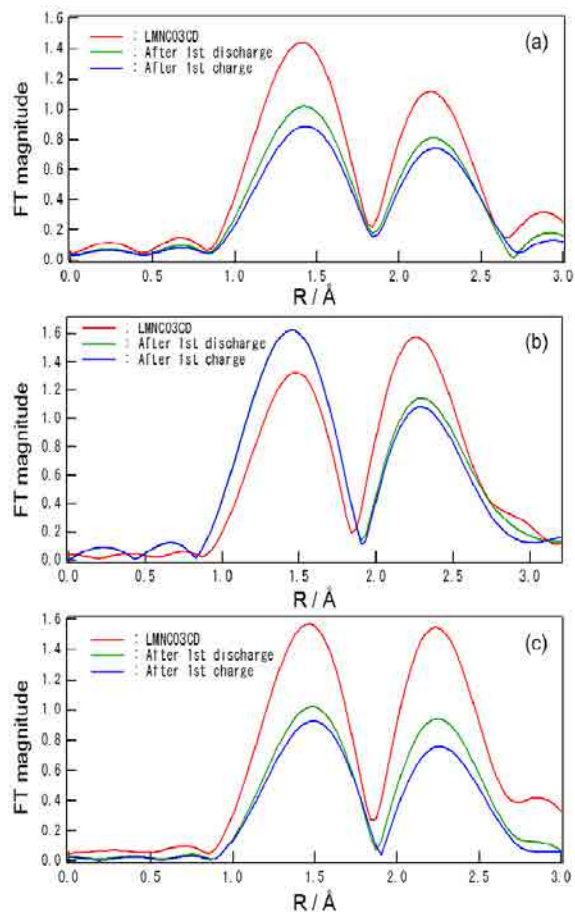 1.6
: LMNCO3CD
: After 1st discharge
: After 1st charge
(a)
1.4
1.2
1.0
0.8
0.6
0.4
0.2
0.0
FT magnitude
0.0 0.5 1.0 1.5 2.0 2.5 3.0
R / Å
: LMNCO3CD
: After 1st discharge
: After 1st charge
(b)
1.6
1.4
1.2
1.0
0.8
0.6
0.4
0.2
0.0
FT magnitude
0.0 0.5 1.0 1.5 2.0 2.5 3.0
R / Å
1.6
: LMNCO3CD
: After 1st discharge
: After 1st charge
(c)
1.4
1.2
1.0
0.8
0.6
0.4
0.2
0.0
FT magnitude
0.0 0.5 1.0 1.5 2.0 2.5 3.0
R / Å